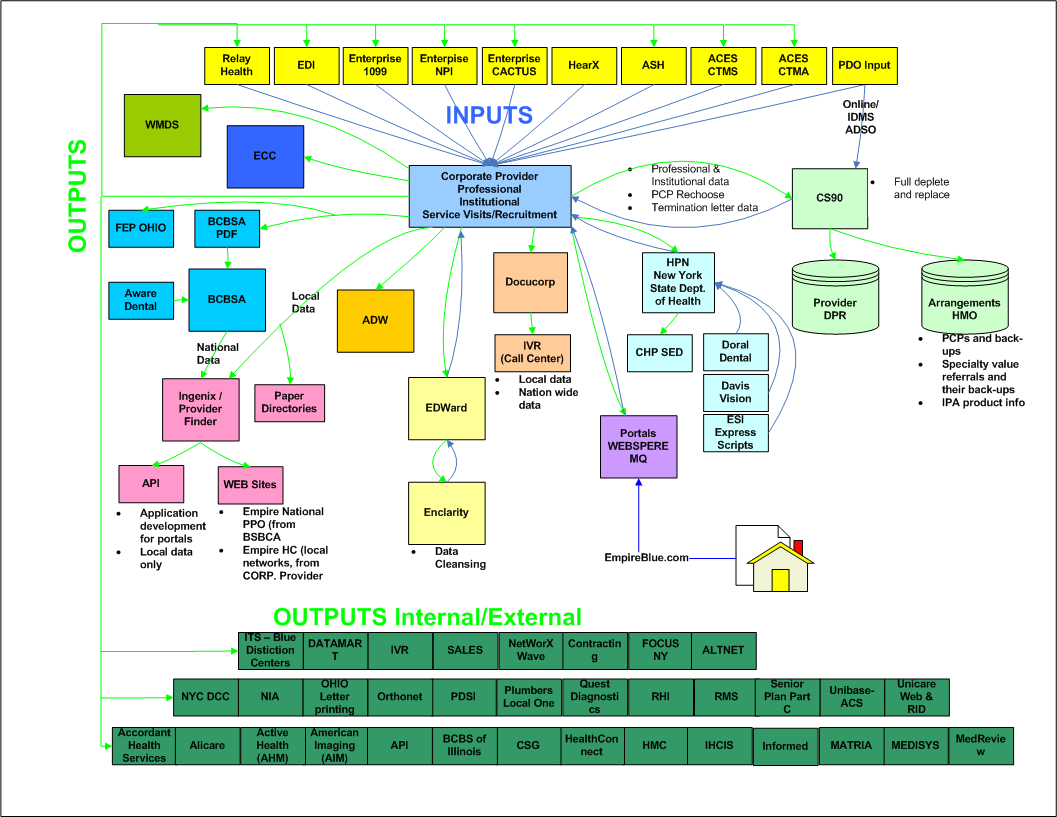 Relay
Health
EDI
Enterprise
1099
Enterpise
NPI
Enterprise
CACTUS
HearX
ASH
ACES
CTMS
ACES
CTMA
PDO Input
INPUTS
Online/
IDMS
ADSO
WMDS
ECC
OUTPUTS
Corporate Provider
Professional
Institutional
Service Visits/Recruitment
• Professional &
Institutional data
• PCP Rechoose
• Termination letter data
CS90
• Full deplete
and replace
FEP OHIO
BCBSA
PDF
Aware
Dental
BCBSA
Local
Data
National
Data
ADW
Docucorp
IVR
(Call Center)
• Local data
• Nation wide
data
HPN
New York
State Dept.
of Health
CHP SED
Doral
Dental
Davis
Vision
ESI
Express
Scripts
Provider
DPR
Arrangements
HMO
• PCPs and back-
ups
• Specialty value
referrals and
their back-ups
• IPA product info
Ingenix /
Provider
Finder
Paper
Directories
EDWard
Portals
WEBSPERE
MQ
API
WEB Sites
• Application
development
for portals
• Local data
only
• Empire National
PPO (from
BSBCA
• Empire HC (local
networks, from
CORP. Provider
Enclarity
• Data
Cleansing
EmpireBlue.com
OUTPUTS Internal/External
ITS – Blue
Distiction
Centers
DATAMAR
T
IVR
SALES
NetWorX
Wave
Contractin
g
FOCUS
NY
ALTNET
NYC DCC
NIA
OHIO
Letter
printing
Orthonet
PDSI
Plumbers
Local One
Quest
Diagnosti
cs
RHI
RMS
Senior
Plan Part
C
Unibase-
ACS
Unicare
Web &
RID
Accordant
Health
Services
Alicare
Active
Health
(AHM)
American
Imaging
(AIM)
API
BCBS of
Illinois
CSG
HealthCon
nect
HMC
IHCIS
Informed
MATRIA
MEDISYS
MedRevie
w